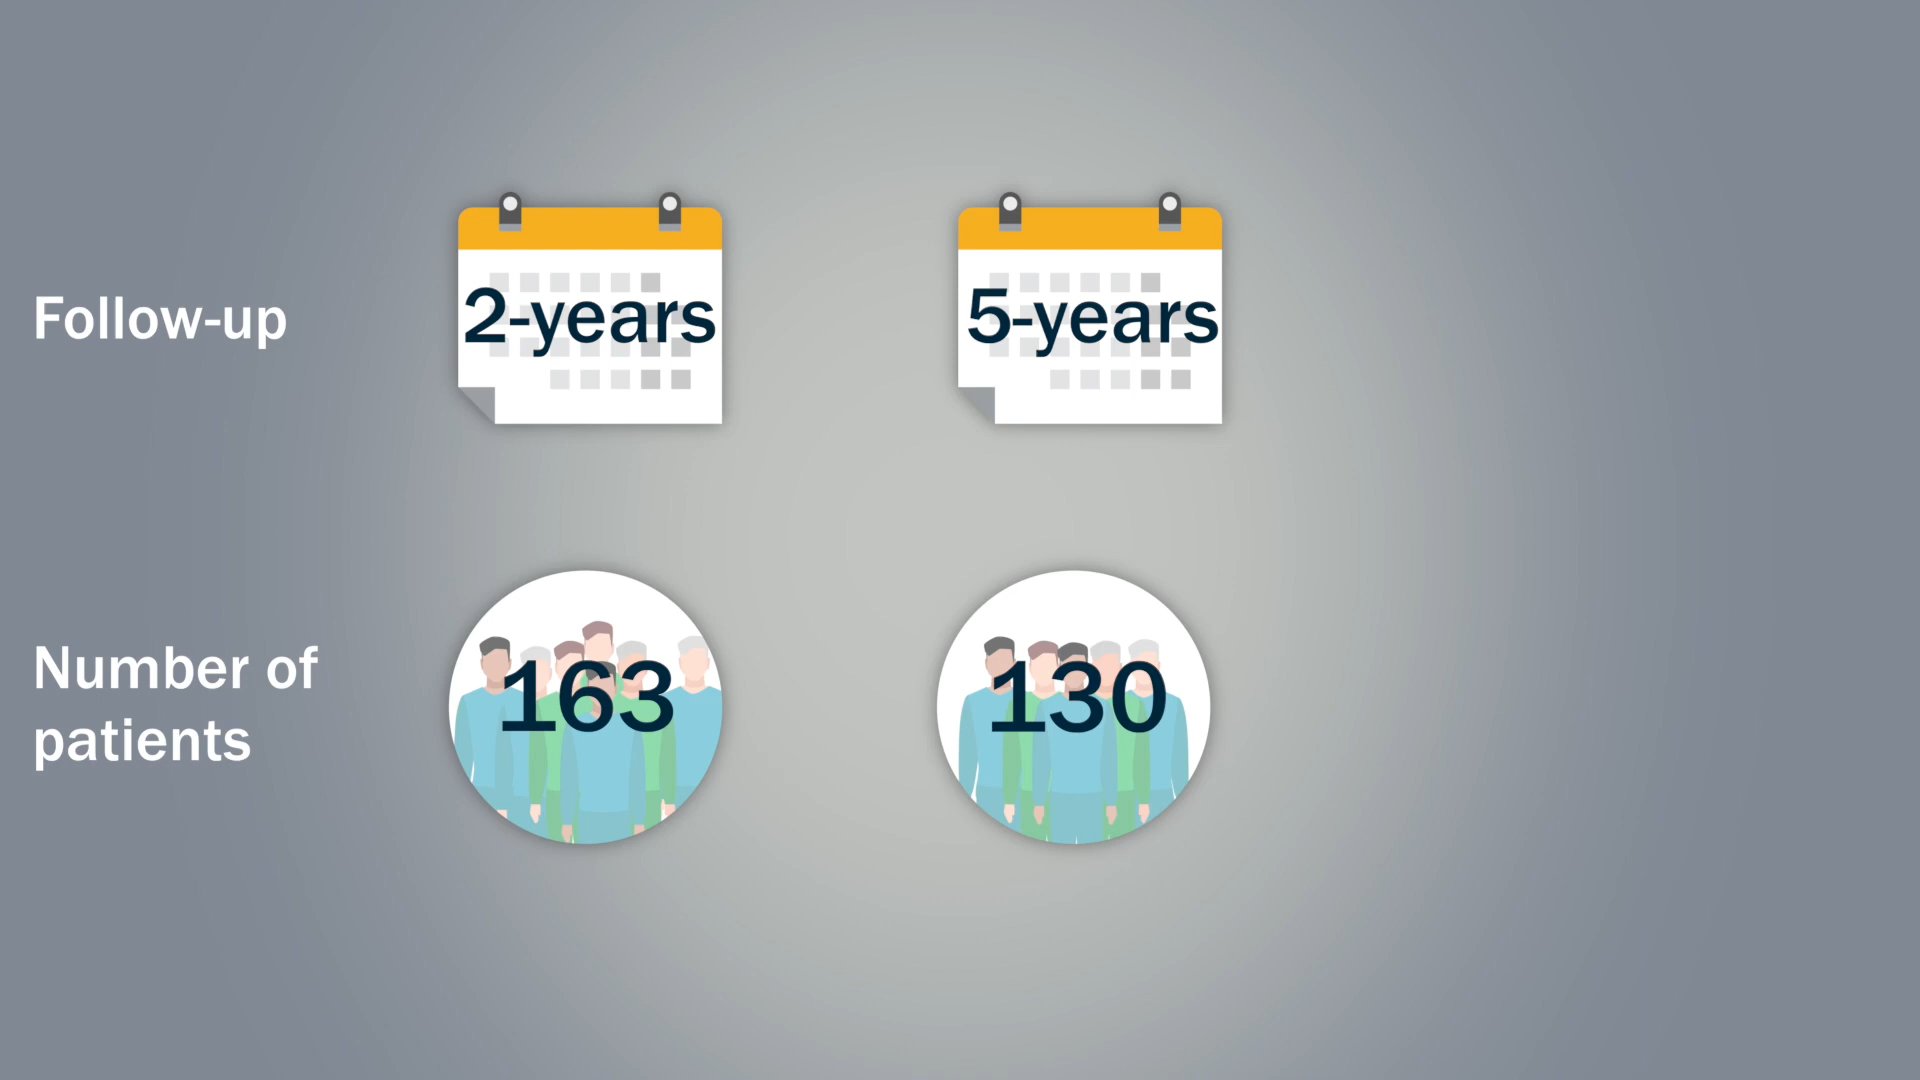 Follow-up
2-years
5-years
Number of
patients
163
130